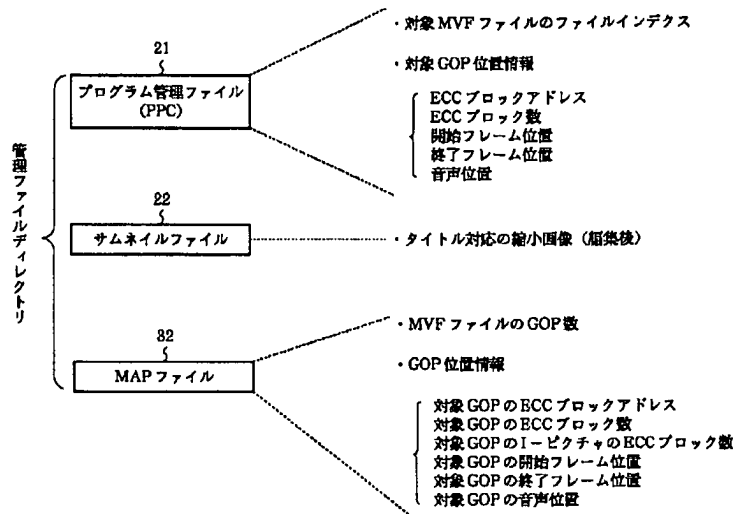 管理ファイルディレクトリ
21
プログラム管理ファイル
(PPC)
・対象MVFファイルのファイルインデクス
・対象GOP位置情報
ECCブロックアドレス
ECCブロック数
開始フレーム位置
終了フレーム位置
音声位置
22
サムネイルファイル
・タイトル対応の縮小画像（編集後）
32
MAPファイル
・MVFファイルのGOP数
・GOP位置情報
対象GOPのECCブロックアドレス
対象GOPのECCブロック数
対象GOPのI－ピクチャのECCブロック数
対象GOPの開始フレーム位置
対象GOPの終了フレーム位置
対象GOPの音声位置